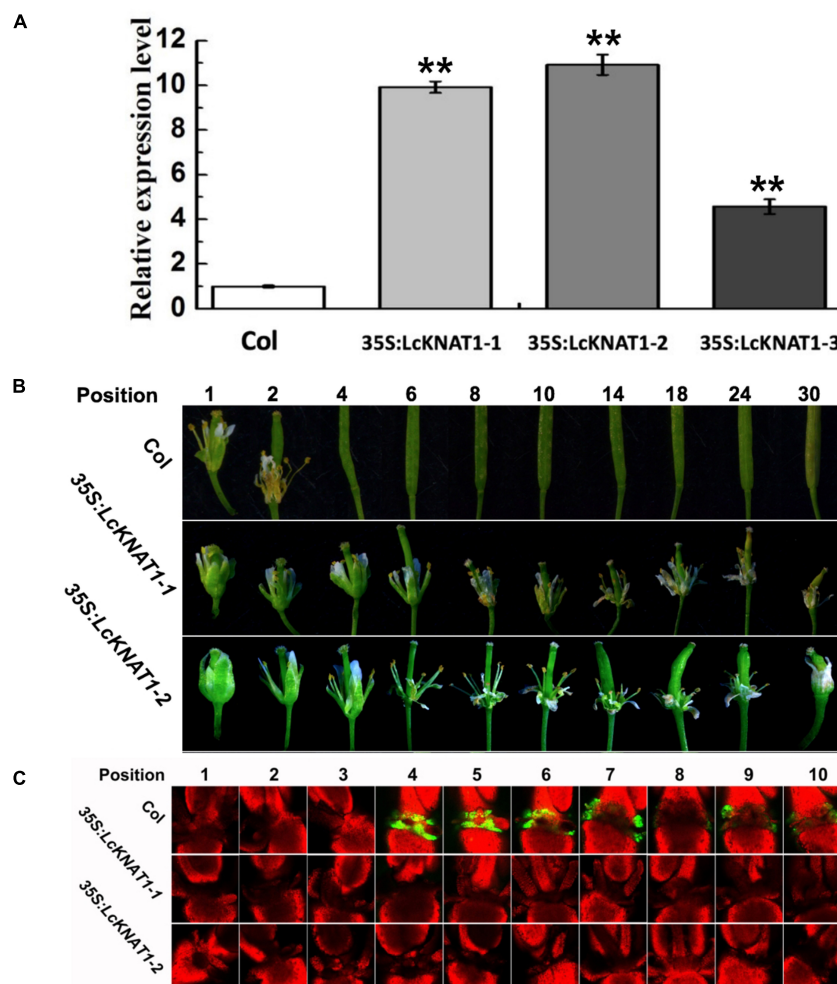 A
Relative expression level
12
10
8
6
4
2
0
**
**
**
Col
35S:LcKNAT1-1
35S:LcKNAT1-2
35S:LcKNAT1-3
B
Position 1 2 4 6 8 10 14 18 24 30
Col
35S:LcKNAT1-1
35S:LcKNAT1-2
C
Position 1 2 3 4 5 6 7 8 9 10
Col
35S:LcKNAT1-1
35S:LcKNAT1-2